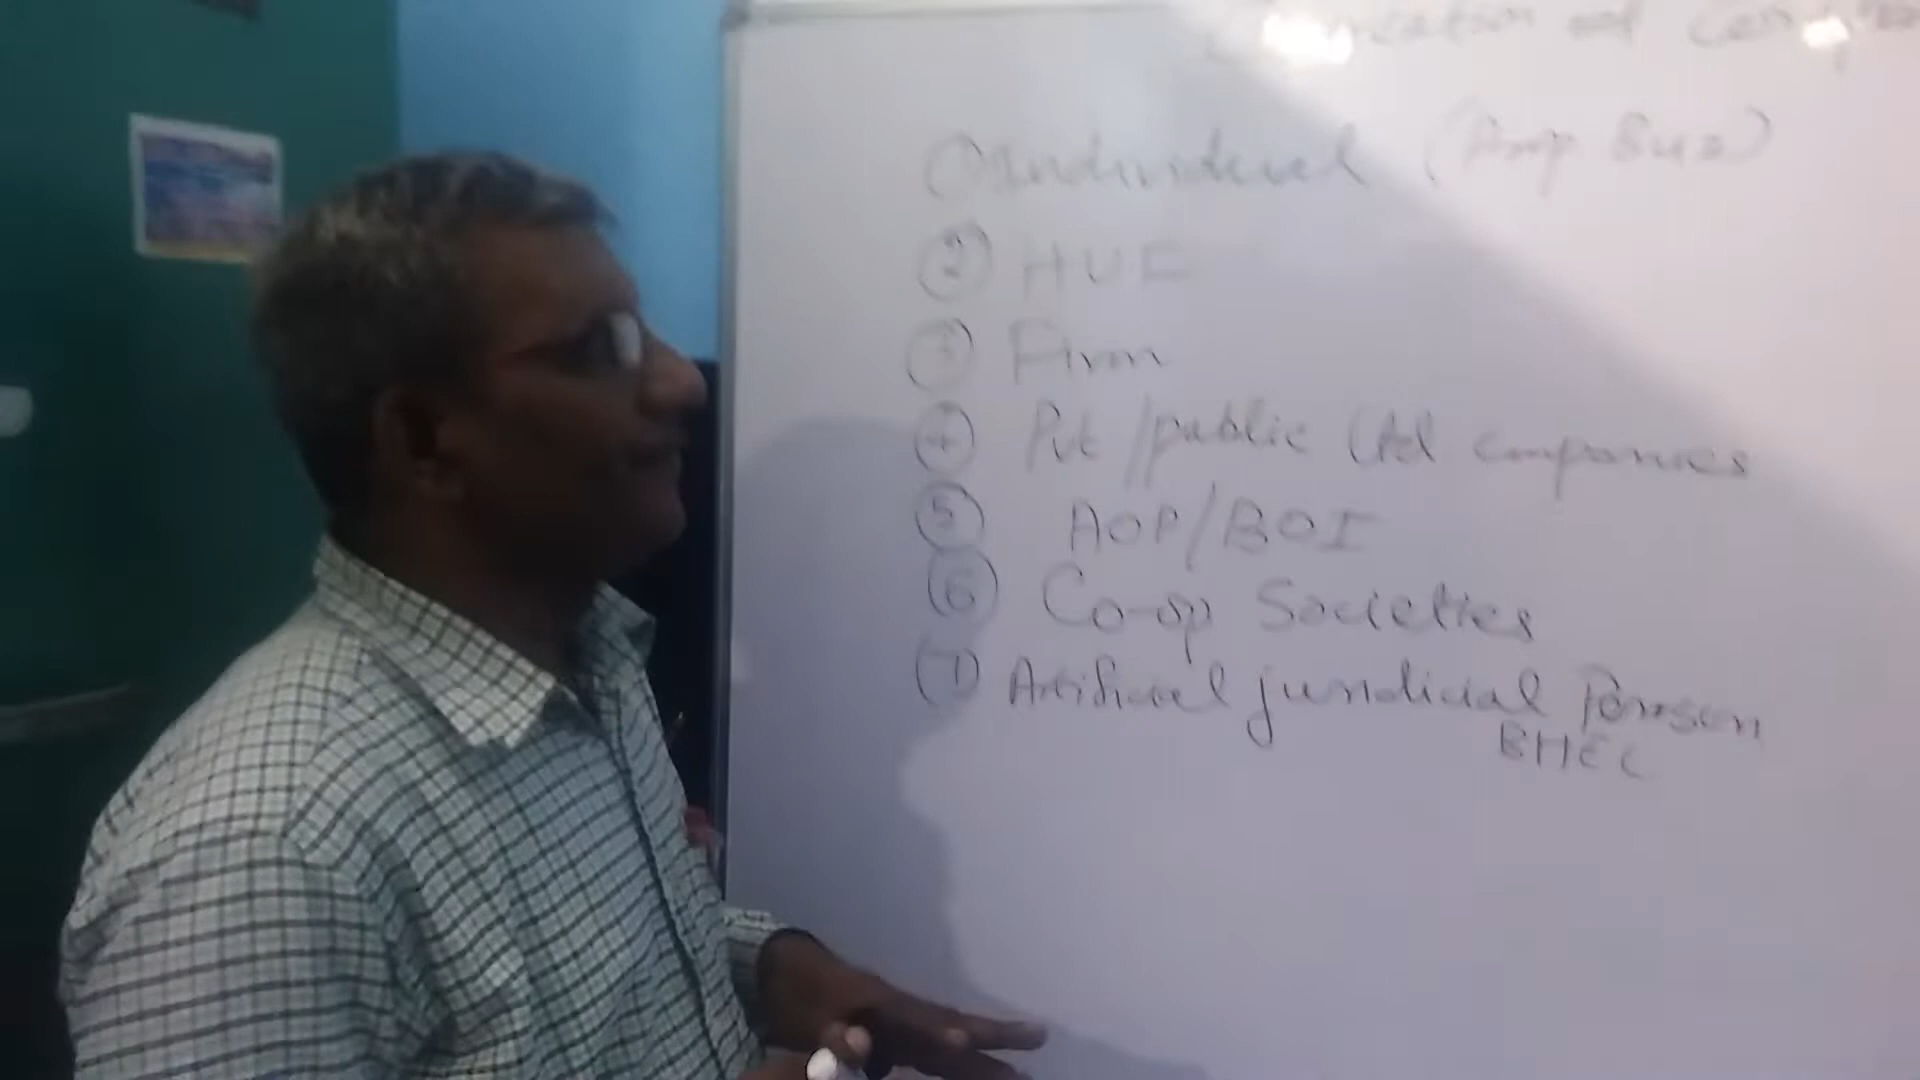 ① Individual (Prop Bus)
② HUF
③ Firm
④ Pvt/public Ltd companies
⑤ AOP/BOI
⑥ Co-op Societies
⑦ Artificial juridicial Person
BHEL